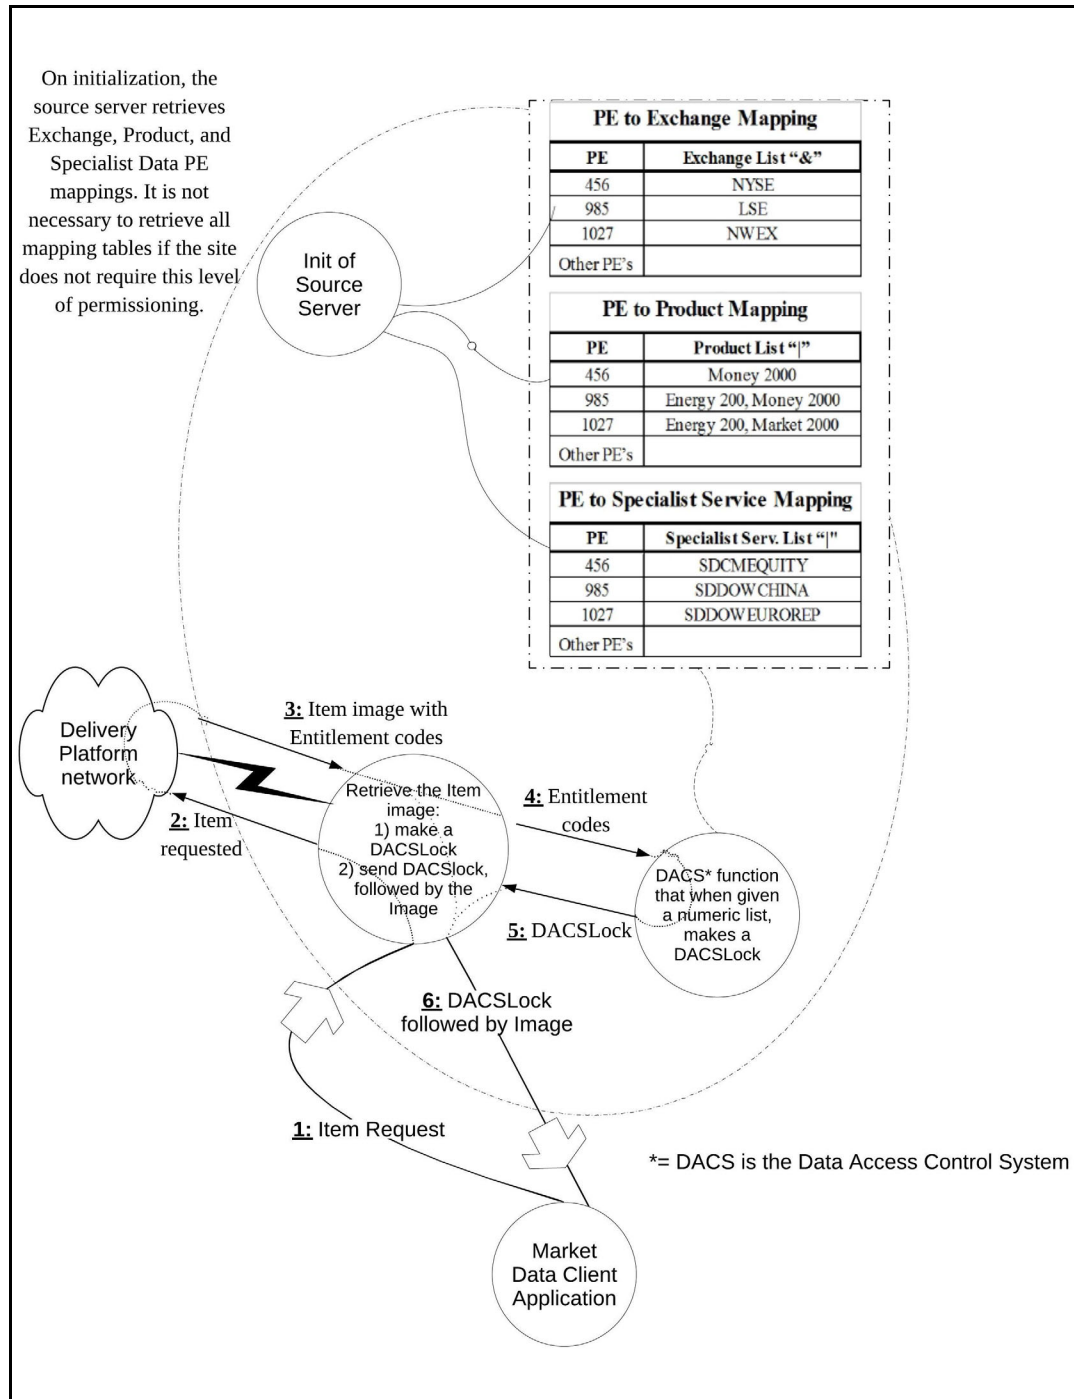 On initialization, the
source server retrieves
Exchange, Product, and
Specialist Data PE
mappings. It is not
necessary to retrieve all
mapping tables if the site
does not require this level
of permissioning.
Init of
Source
Server
PE to Exchange Mapping
PE Exchange List “&”
456 NYSE
985 LSE
1027 NWEX
Other PE's
PE to Product Mapping
PE Product List “|”
456 Money 2000
985 Energy 200, Money 2000
1027 Energy 200, Market 2000
Other PE's
PE to Specialist Service Mapping
PE Specialist Serv. List “|"
456 SDCMEQUITY
985 SDDOWCHINA
1027 SDDOWEUROREP
Other PE's
Delivery
Platform
network
3: Item image with
Entitlement codes
2: Item
requested
Retrieve the Item
image:
1) make a
DACSLock
2) send DACSlock,
followed by the
Image
4: Entitlement
codes
5: DACSLock
DACS* function
that when given
a numeric list,
makes a
DACSLock
6: DACSLock
followed by Image
1: Item Request
*= DACS is the Data Access Control System
Market
Data Client
Application